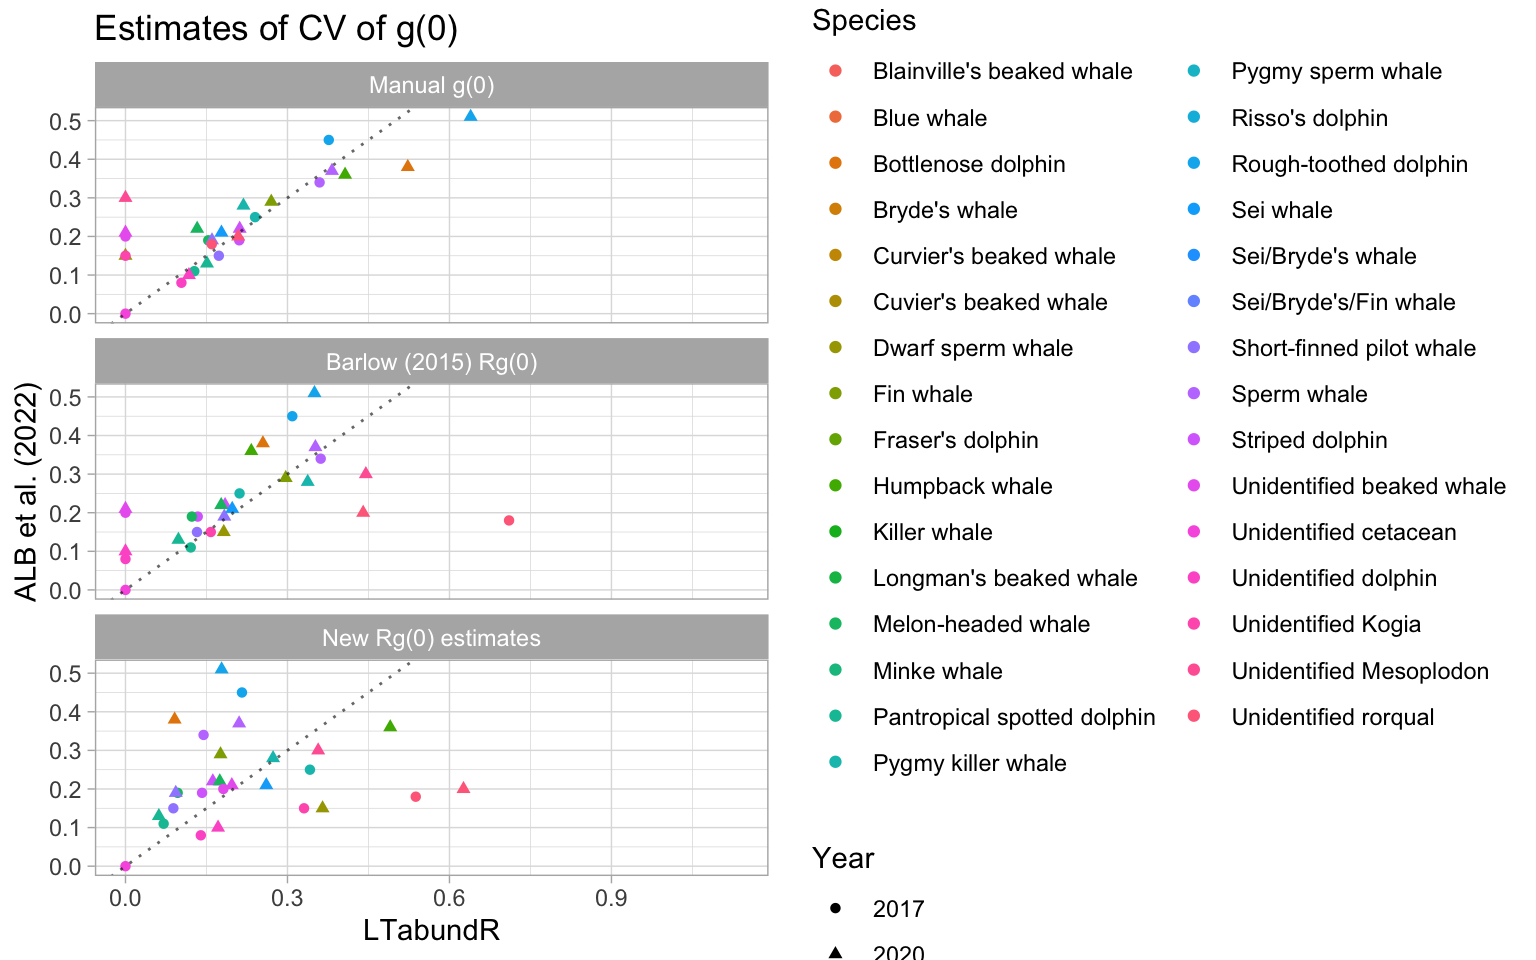 Estimates of CV of g(0)
Manual g(0)
0.5
0.4
0.3
0.2
0.1
0.0
Barlow (2015) Rg(0)
0.5
0.4
0.3
0.2
0.1
0.0
New Rg(0) estimates
0.5
0.4
0.3
0.2
0.1
0.0
0.0 0.3 0.6 0.9
LTabundR
ALB et al. (2022)
Species
Blainville's beaked whale
Blue whale
Bottlenose dolphin
Bryde's whale
Curvier's beaked whale
Cuvier's beaked whale
Dwarf sperm whale
Fin whale
Fraser's dolphin
Humpback whale
Killer whale
Longman's beaked whale
Melon-headed whale
Minke whale
Pantropical spotted dolphin
Pygmy killer whale
Pygmy sperm whale
Risso's dolphin
Rough-toothed dolphin
Sei whale
Sei/Bryde's whale
Sei/Bryde's/Fin whale
Short-finned pilot whale
Sperm whale
Striped dolphin
Unidentified beaked whale
Unidentified cetacean
Unidentified dolphin
Unidentified Kogia
Unidentified Mesoplodon
Unidentified rorqual
Year
2017
2020